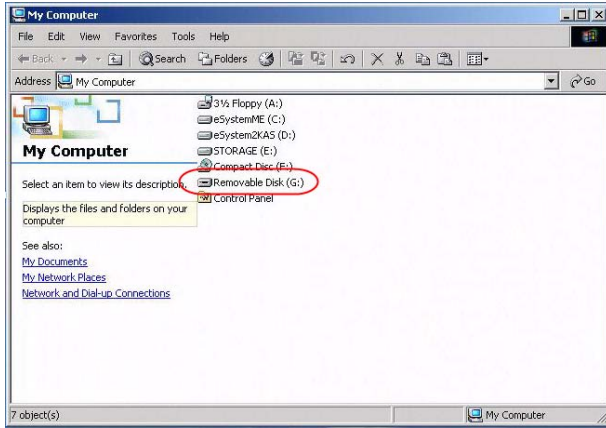 My Computer
File Edit View Favorites Tools Help
Back Search Folders
Address My Computer Go
3½ Floppy (A:)
eSystemME (C:)
eSystem2KAS (D:)
STORAGE (E:)
Compact Disc (F:)
Removable Disk (G:)
Control Panel
My Computer
Select an item to view its description.
Displays the files and folders on your
computer
See also:
My Documents
My Network Places
Network and Dial-up Connections
7 object(s) My Computer